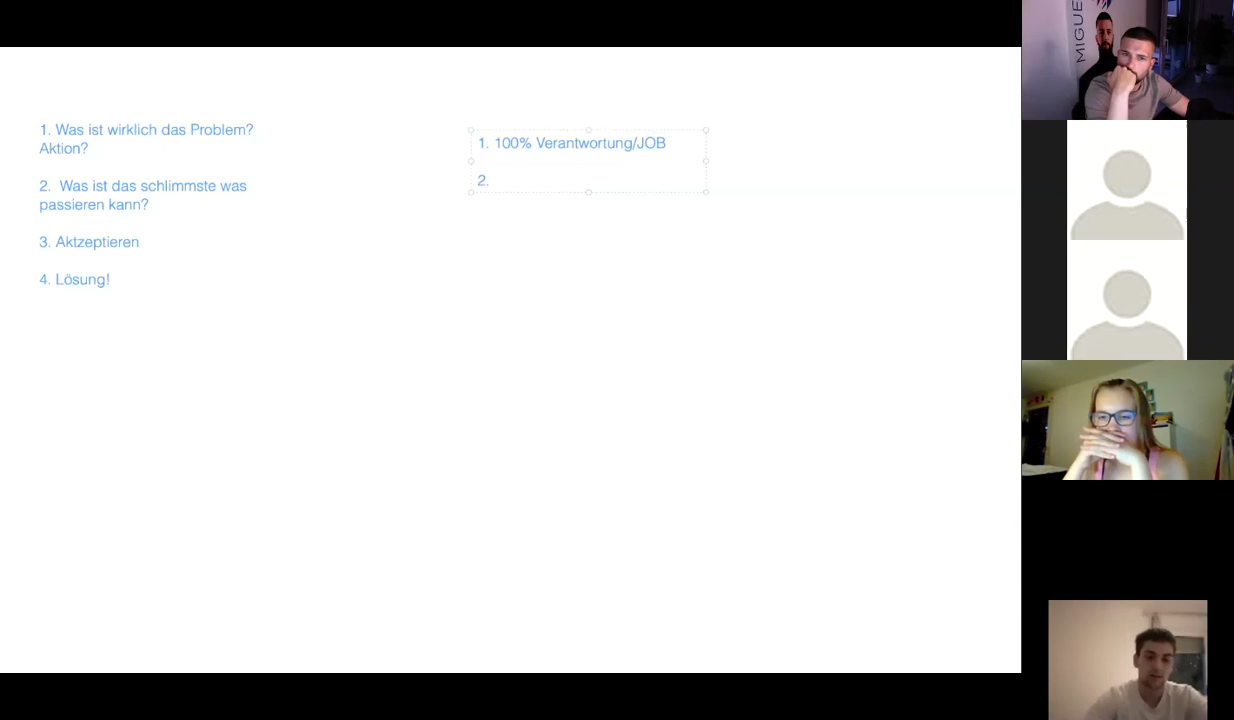 1. Was ist wirklich das Problem?
Aktion?
2. Was ist das schlimmste was
passieren kann?
3. Aktzeptieren
4. Lösung!
1. 100% Verantwortung/JOB
2.
MIGUE